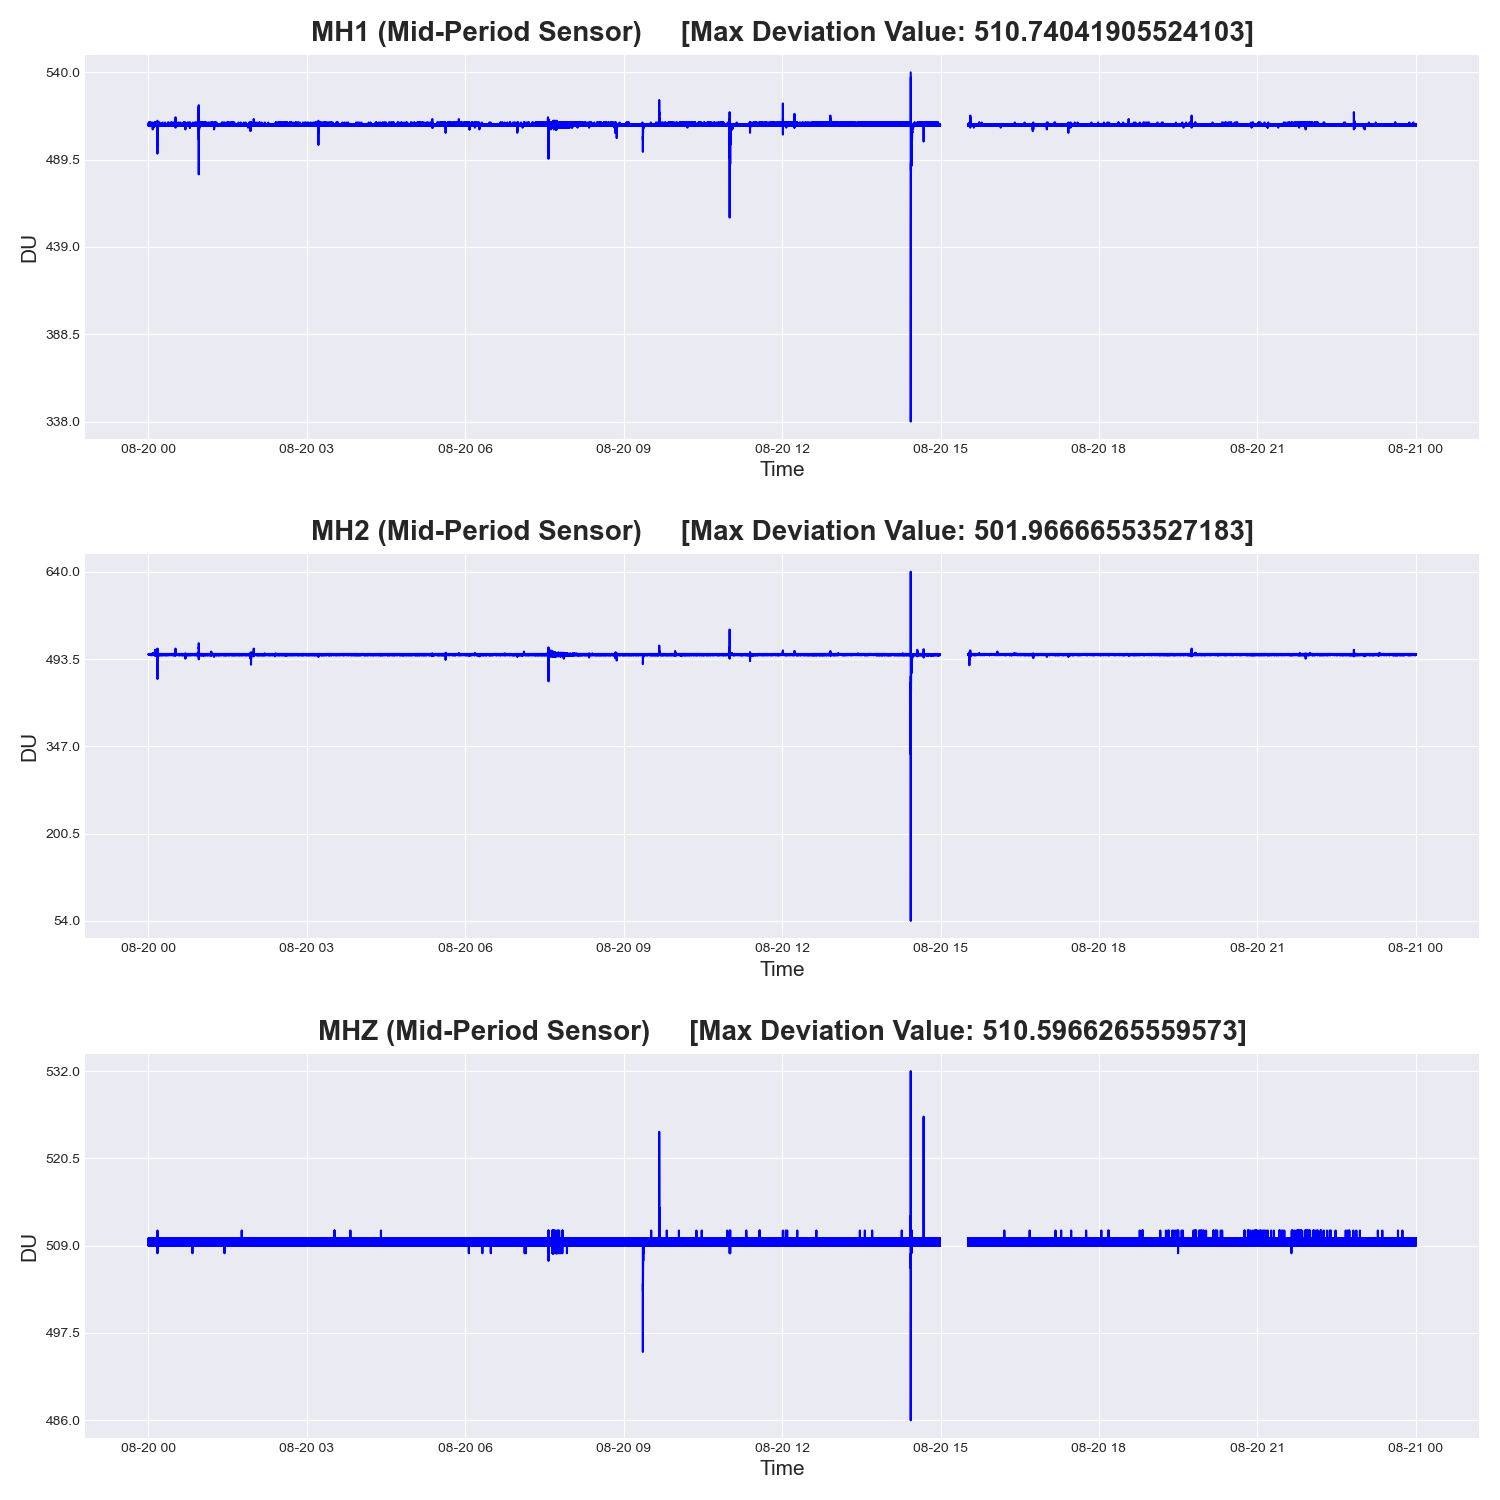 MH1 (Mid-Period Sensor) [Max Deviation Value: 510.74041905524103]
540.0
489.5
439.0
388.5
338.0
DU
08-20 00 08-20 03 08-20 06 08-20 09 08-20 12 08-20 15 08-20 18 08-20 21 08-21 00
Time
MH2 (Mid-Period Sensor) [Max Deviation Value: 501.96666553527183]
640.0
493.5
347.0
200.5
54.0
DU
08-20 00 08-20 03 08-20 06 08-20 09 08-20 12 08-20 15 08-20 18 08-20 21 08-21 00
Time
MHZ (Mid-Period Sensor) [Max Deviation Value: 510.5966265559573]
532.0
520.5
509.0
497.5
486.0
DU
08-20 00 08-20 03 08-20 06 08-20 09 08-20 12 08-20 15 08-20 18 08-20 21 08-21 00
Time